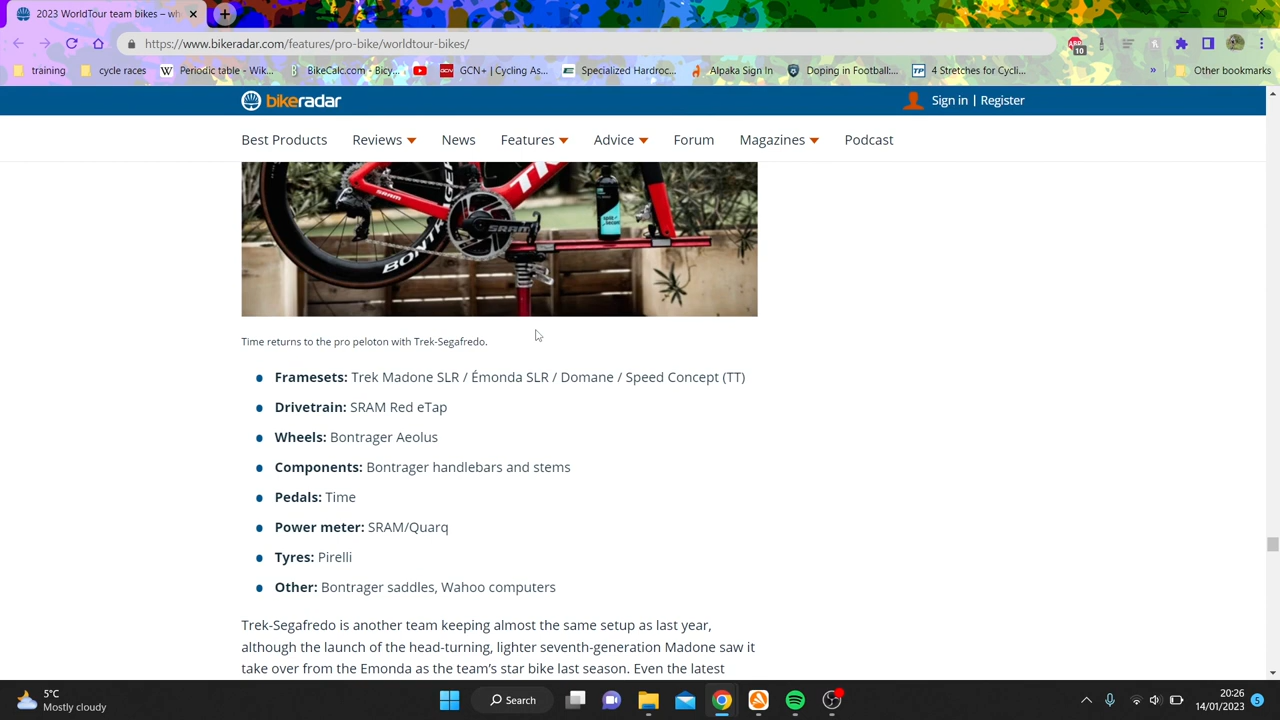 2023 WorldTour team bikes – wh
https://www.bikeradar.com/features/pro-bike/worldtour-bikes/
10
training
cycle races
Periodic table - Wik...
BikeCalc.com - Bicy...
GCN+ | Cycling As...
Specialized Hardroc...
Alpaka Sign In
Doping in Football:...
TP 4 Stretches for Cycli...
»
Other bookmarks
bikeradar
Sign in | Register
Best Products Reviews News Features Advice Forum Magazines Podcast
SRAM
BONTR
SRAM
Time returns to the pro peloton with Trek-Segafredo.
Framesets: Trek Madone SLR / Émonda SLR / Domane / Speed Concept (TT)
Drivetrain: SRAM Red eTap
Wheels: Bontrager Aeolus
Components: Bontrager handlebars and stems
Pedals: Time
Power meter: SRAM/Quarq
Tyres: Pirelli
Other: Bontrager saddles, Wahoo computers
Trek-Segafredo is another team keeping almost the same setup as last year,
although the launch of the head-turning, lighter seventh-generation Madone saw it
take over from the Emonda as the team's star bike last season. Even the latest
5°C
Mostly cloudy
Search
20:26
14/01/2023
5